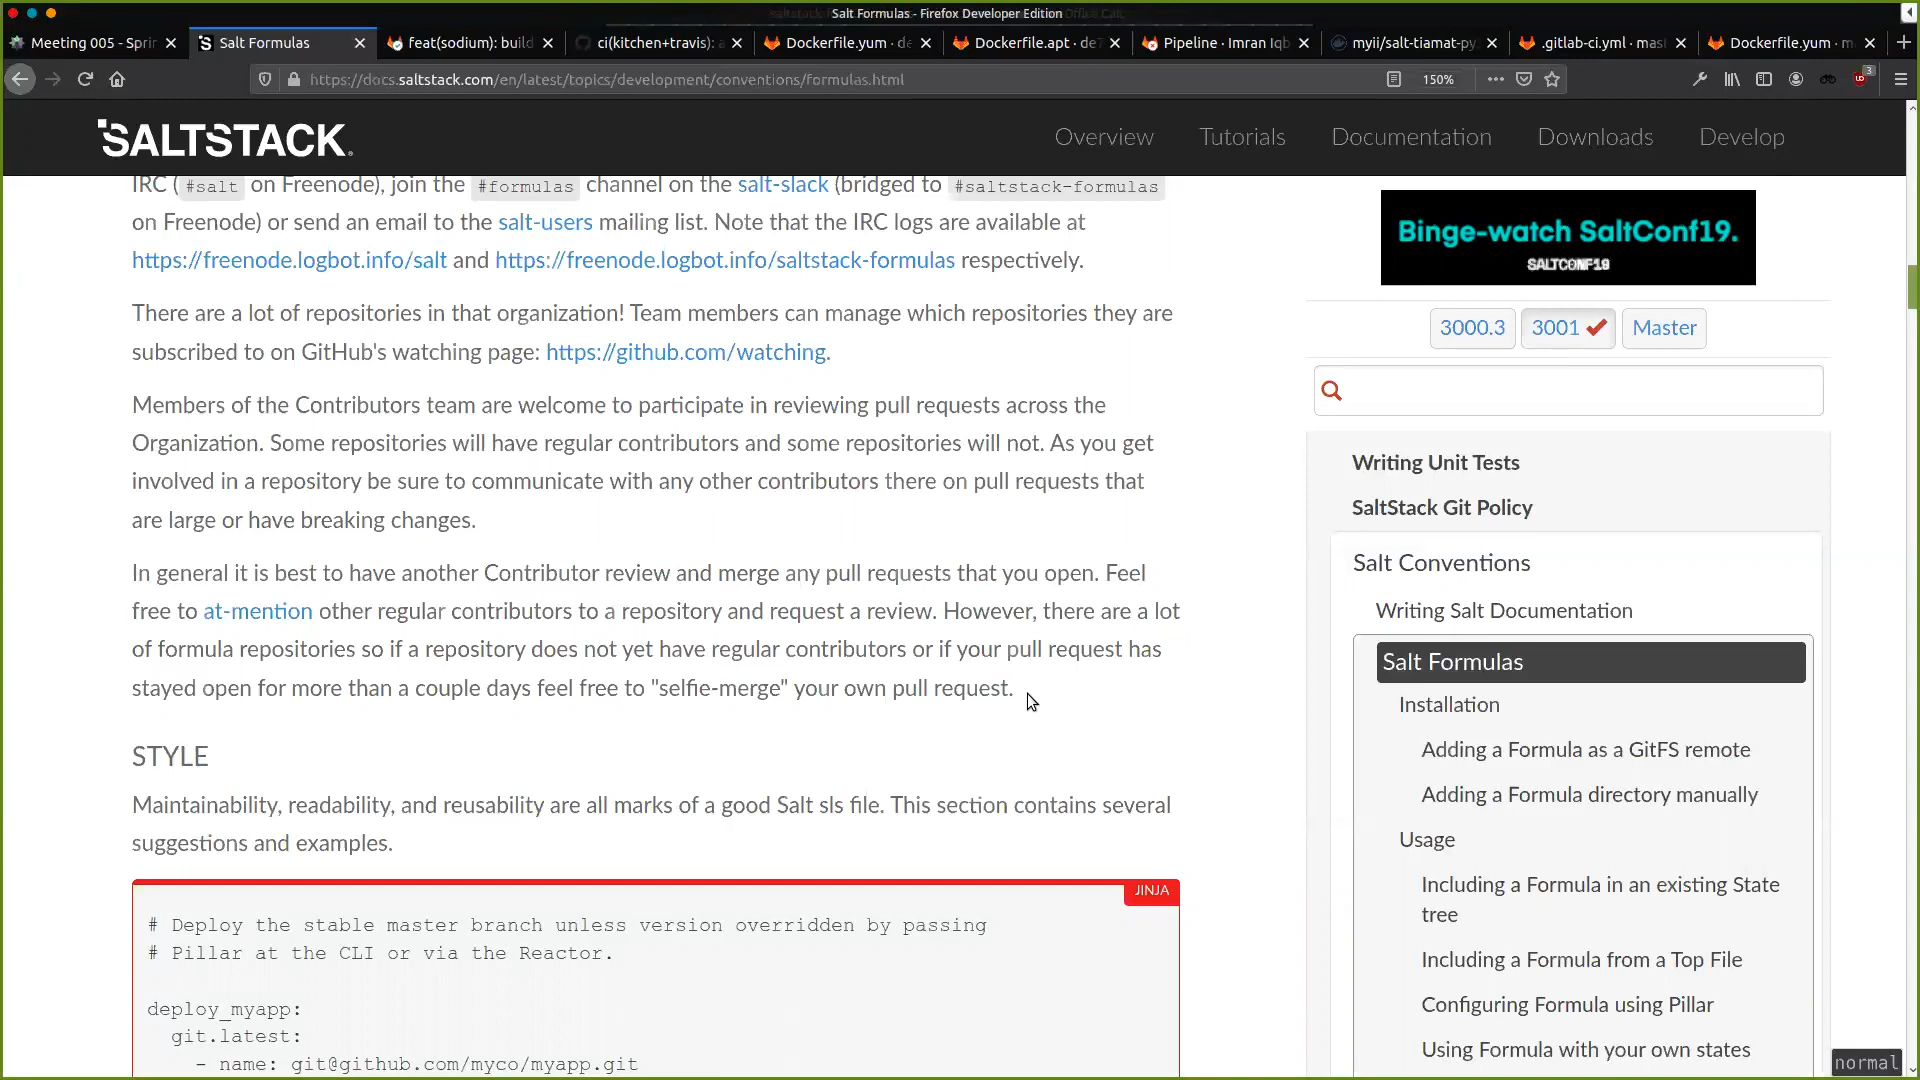 Salt Formulas - Firefox Developer Edition
Meeting 005 - Sprin
Salt Formulas
feat(sodium): build
ci(kitchen+travis): a
Dockerfile.yum · de
Dockerfile.apt · de7
Pipeline · Imran Iqb
myii/salt-tiamat-py
.gitlab-ci.yml · mas
Dockerfile.yum · m
https://docs.saltstack.com/en/latest/topics/development/conventions/formulas.html
150%
3
SALTSTACK
Overview
Tutorials
Documentation
Downloads
Develop
IRC ( #salt on Freenode), join the #formulas channel on the salt-slack (bridged to #saltstack-formulas
on Freenode) or send an email to the salt-users mailing list. Note that the IRC logs are available at
https://freenode.logbot.info/salt and https://freenode.logbot.info/saltstack-formulas respectively.
There are a lot of repositories in that organization! Team members can manage which repositories they are
subscribed to on GitHub's watching page: https://github.com/watching.
Members of the Contributors team are welcome to participate in reviewing pull requests across the
Organization. Some repositories will have regular contributors and some repositories will not. As you get
involved in a repository be sure to communicate with any other contributors there on pull requests that
are large or have breaking changes.
In general it is best to have another Contributor review and merge any pull requests that you open. Feel
free to at-mention other regular contributors to a repository and request a review. However, there are a lot
of formula repositories so if a repository does not yet have regular contributors or if your pull request has
stayed open for more than a couple days feel free to "selfie-merge" your own pull request.
STYLE
Maintainability, readability, and reusability are all marks of a good Salt sls file. This section contains several
suggestions and examples.
JINJA
# Deploy the stable master branch unless version overridden by passing
# Pillar at the CLI or via the Reactor.
deploy_myapp:
git.latest:
- name: git@github.com/myco/myapp.git
Binge-watch SaltConf19.
SALTCONF19
3000.3
3001
Master
Writing Unit Tests
SaltStack Git Policy
Salt Conventions
Writing Salt Documentation
Salt Formulas
Installation
Adding a Formula as a GitFS remote
Adding a Formula directory manually
Usage
Including a Formula in an existing State
tree
Including a Formula from a Top File
Configuring Formula using Pillar
Using Formula with your own states
normal